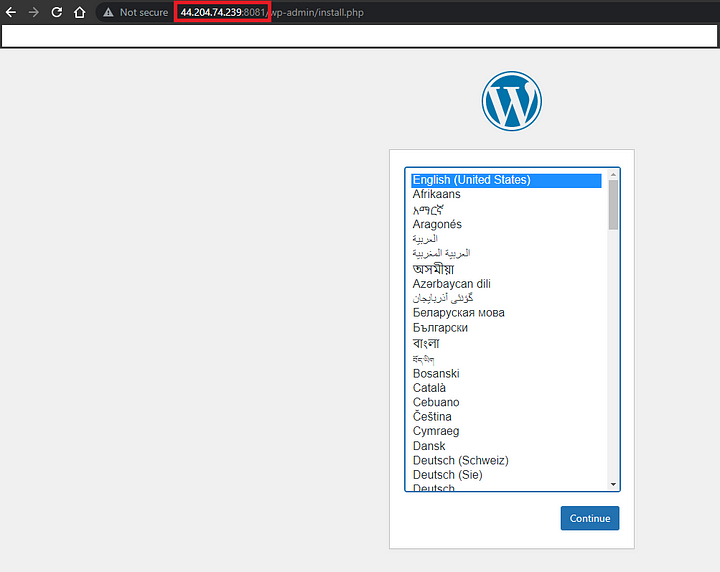 Not secure 44.204.74.239:8081/wp-admin/install.php
English (United States)
Afrikaans
አማርኛ
Aragonés
العربية
العربية المغربية
অসমীয়া
Azərbaycan dili
گؤنئی آذربایجان
Беларуская мова
Български
বাংলা
བོད་ཡིག
Bosanski
Català
Cebuano
Čeština
Cymraeg
Dansk
Deutsch (Schweiz)
Deutsch (Sie)
Deutsch
Continue